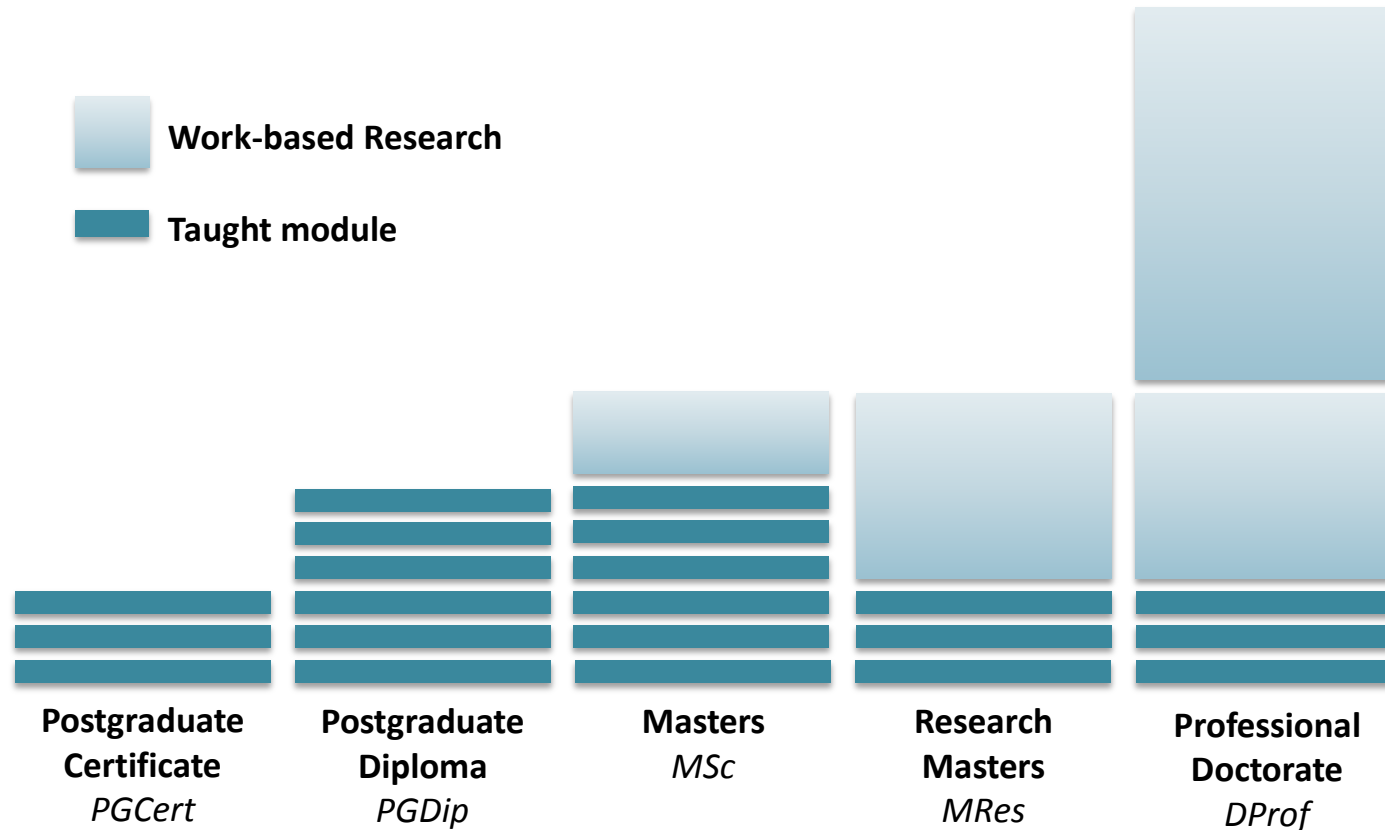 Work-based Research
Taught module
Postgraduate
Certificate
PGCert
Postgraduate
Diploma
PGDip
Masters
MSc
Research
Masters
MRes
Professional
Doctorate
DProf